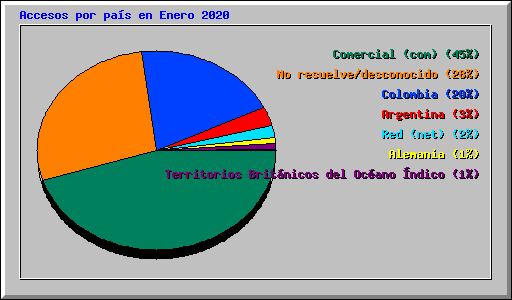 Accesos por país en Enero 2020
Comercial (com) (45%)
No resuelve/desconocido (28%)
Colombia (20%)
Argentina (3%)
Red (net) (2%)
Alemania (1%)
Territorios Británicos del Océano Índico (1%)